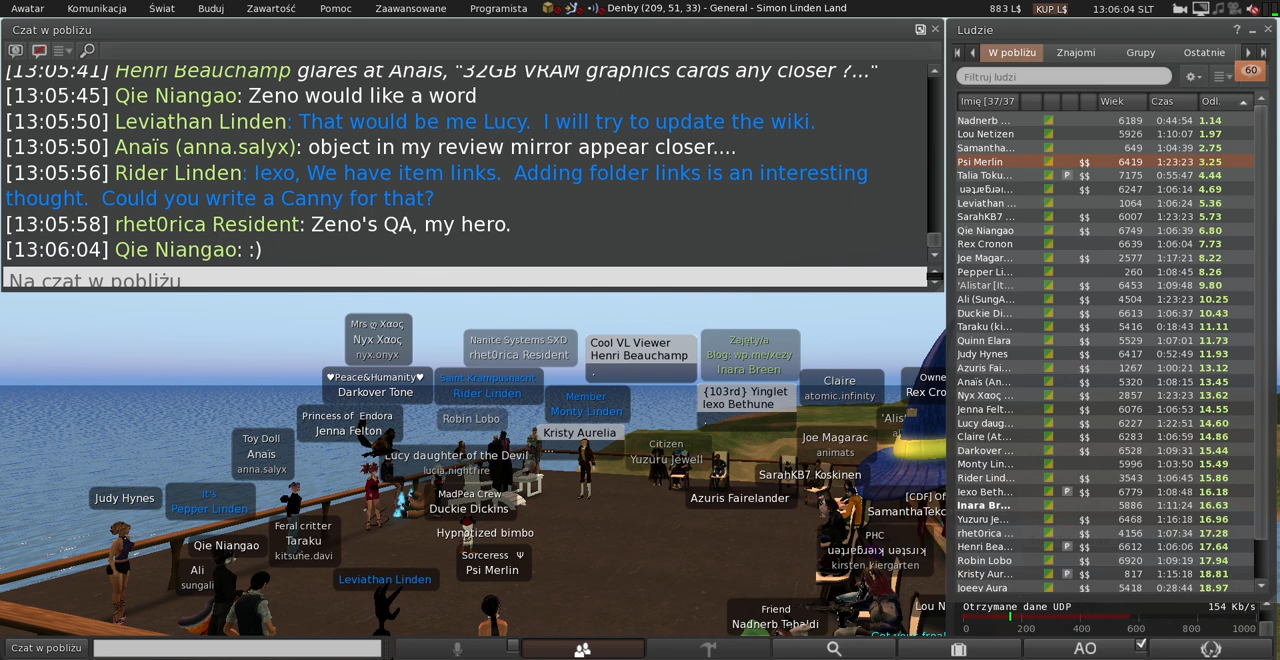 Awatar Komunikacja Świat Buduj Zawartość Pomoc Zaawansowane Programista Denby (209, 51, 33) - General - Simon Linden Land 883 L$ KUP L$ 13:06:04 SLT
Czat w pobliżu
[13:05:41] Henri Beauchamp glares at Anaïs, "32GB VRAM graphics cards any closer ?..."
[13:05:45] Qie Niangao: Zeno would like a word
[13:05:50] Leviathan Linden: That would be me Lucy. I will try to update the wiki.
[13:05:50] Anaïs (anna.salyx): object in my review mirror appear closer....
[13:05:56] Rider Linden: Iexo, We have item links. Adding folder links is an interesting
thought. Could you write a Canny for that?
[13:05:58] rhet0rica Resident: Zeno's QA, my hero.
[13:06:04] Qie Niangao: :)
Na czat w pobliżu
Mrs ღ Χαος
Nyx Χαος
nyx.onyx
Nanite Systems SXD
rhet0rica Resident
Cool VL Viewer
Henri Beauchamp
.
Zajęty/a
Blog: wp.me/xezy
Inara Breen
♥Peace&Humanity♥
Darkover Tone
Saint Krampusnacht
Rider Linden
Member
Monty Linden
{103rd} Yinglet
Iexo Bethune
.
Claire
atomic.infinity
Owne
Rex Cro
Princess of Endora
Jenna Felton
Robin Lobo
Kristy Aurelia
...
'Alis
al
Toy Doll
Anaïs
anna.salyx
Lucy daughter of the Devil
lucia.nightfire
Citizen
Yuzuru Jewell
Joe Magarac
animats
SarahKB7 Koskinen
Judy Hynes
It's
Pepper Linden
MadPea Crew
Duckie Dickins
Azuris Fairelander
[CDF] Of
SamanthaTekc
Feral critter
Taraku
kitsune.davi
Hypnotized bimbo
Qie Niangao
Sorceress Ψ
Psi Merlin
PHC
kirsten.kiergarten
Ali
sungali
Leviathan Linden
Friend
Nadnerb Teba'di
Lou N
Czat w pobliżu
AO
Ludzie
W pobliżu Znajomi Grupy Ostatnie
Filtruj ludzi 60
Imię [37/37 Wiek Czas Odl.
Nadnerb ... 6189 0:44:54 1.14
Lou Netizen 5926 1:10:07 1.97
Samantha... 649 1:04:39 2.75
Psi Merlin $$ 6419 1:23:23 3.25
Talia Toku... P $$ 7175 0:55:47 4.44
$$ 6247 1:06:14 4.69
Leviathan ... 1064 1:06:24 5.36
SarahKB7 ... $$ 6007 1:23:23 5.73
Qie Niangao $$ 6749 1:06:39 6.80
Rex Cronon 6639 1:06:04 7.73
Joe Magar... $$ 2577 1:17:21 8.22
Pepper Li... 260 1:08:45 8.26
'Alistar [It... $$ 6453 1:09:48 9.80
Ali (SungA... $$ 4504 1:23:23 10.25
Duckie Di... $$ 6613 1:06:37 10.43
Taraku (ki... $$ 5416 0:18:43 11.11
Quinn Elara $$ 5529 1:07:01 11.73
Judy Hynes $$ 6417 0:52:49 11.93
Azuris Fai... $$ 1267 1:00:21 13.12
Anaïs (An... $$ 5320 1:08:15 13.45
Nyx Χαος ... $$ 2857 1:23:23 13.62
Jenna Felt... $$ 6076 1:06:53 14.55
Lucy daug... $$ 6227 1:22:51 14.60
Claire (At... $$ 6283 1:06:59 14.86
Darkover ... $$ 6528 1:09:31 15.44
Monty Lin... 5996 1:03:50 15.49
Rider Lind... $$ 3543 1:06:45 15.86
Iexo Beth... P $$ 6779 1:08:48 16.18
Inara Br... 5886 1:11:24 16.63
Yuzuru Je... $$ 6468 1:16:18 16.96
rhet0rica ... $$ 4156 1:07:34 17.28
Henri Bea... P $$ 6612 1:06:06 17.64
Robin Lobo $$ 6920 1:09:19 17.94
Kristy Aur... P $$ 817 1:15:18 18.81
Joeey Aura $$ 5418 0:28:44 18.97
Otrzymane dane UDP 154 Kb/s
0 200 400 600 800 1000